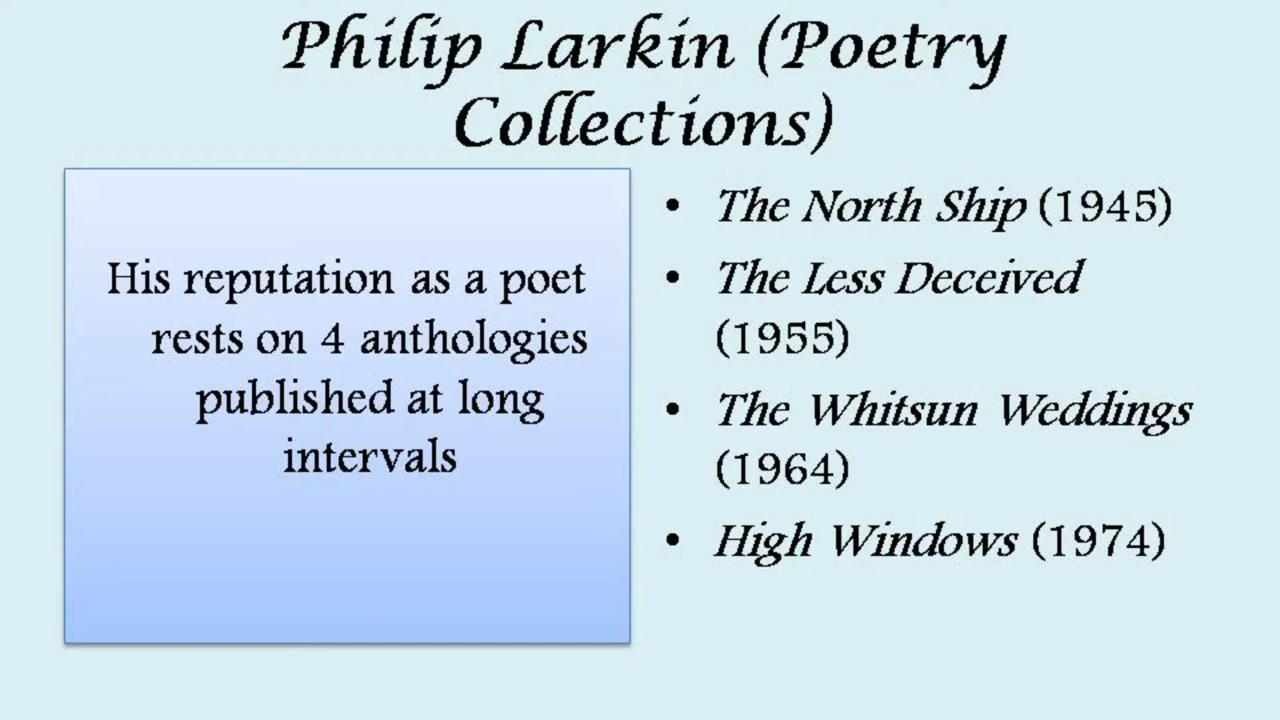 Philip Larkin (Poetry
Collections)
His reputation as a poet
rests on 4 anthologies
published at long
intervals
• The North Ship (1945)
• The Less Deceived
(1955)
• The Whitsun Weddings
(1964)
• High Windows (1974)